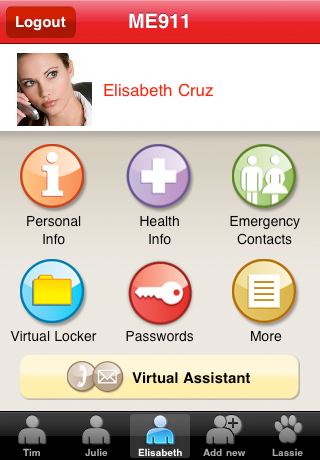 Logout
ME911
Elisabeth Cruz
Personal
Info
Health
Info
Emergency
Contacts
Virtual Locker
Passwords
More
Virtual Assistant
Tim
Julie
Elisabeth
Add new
Lassie